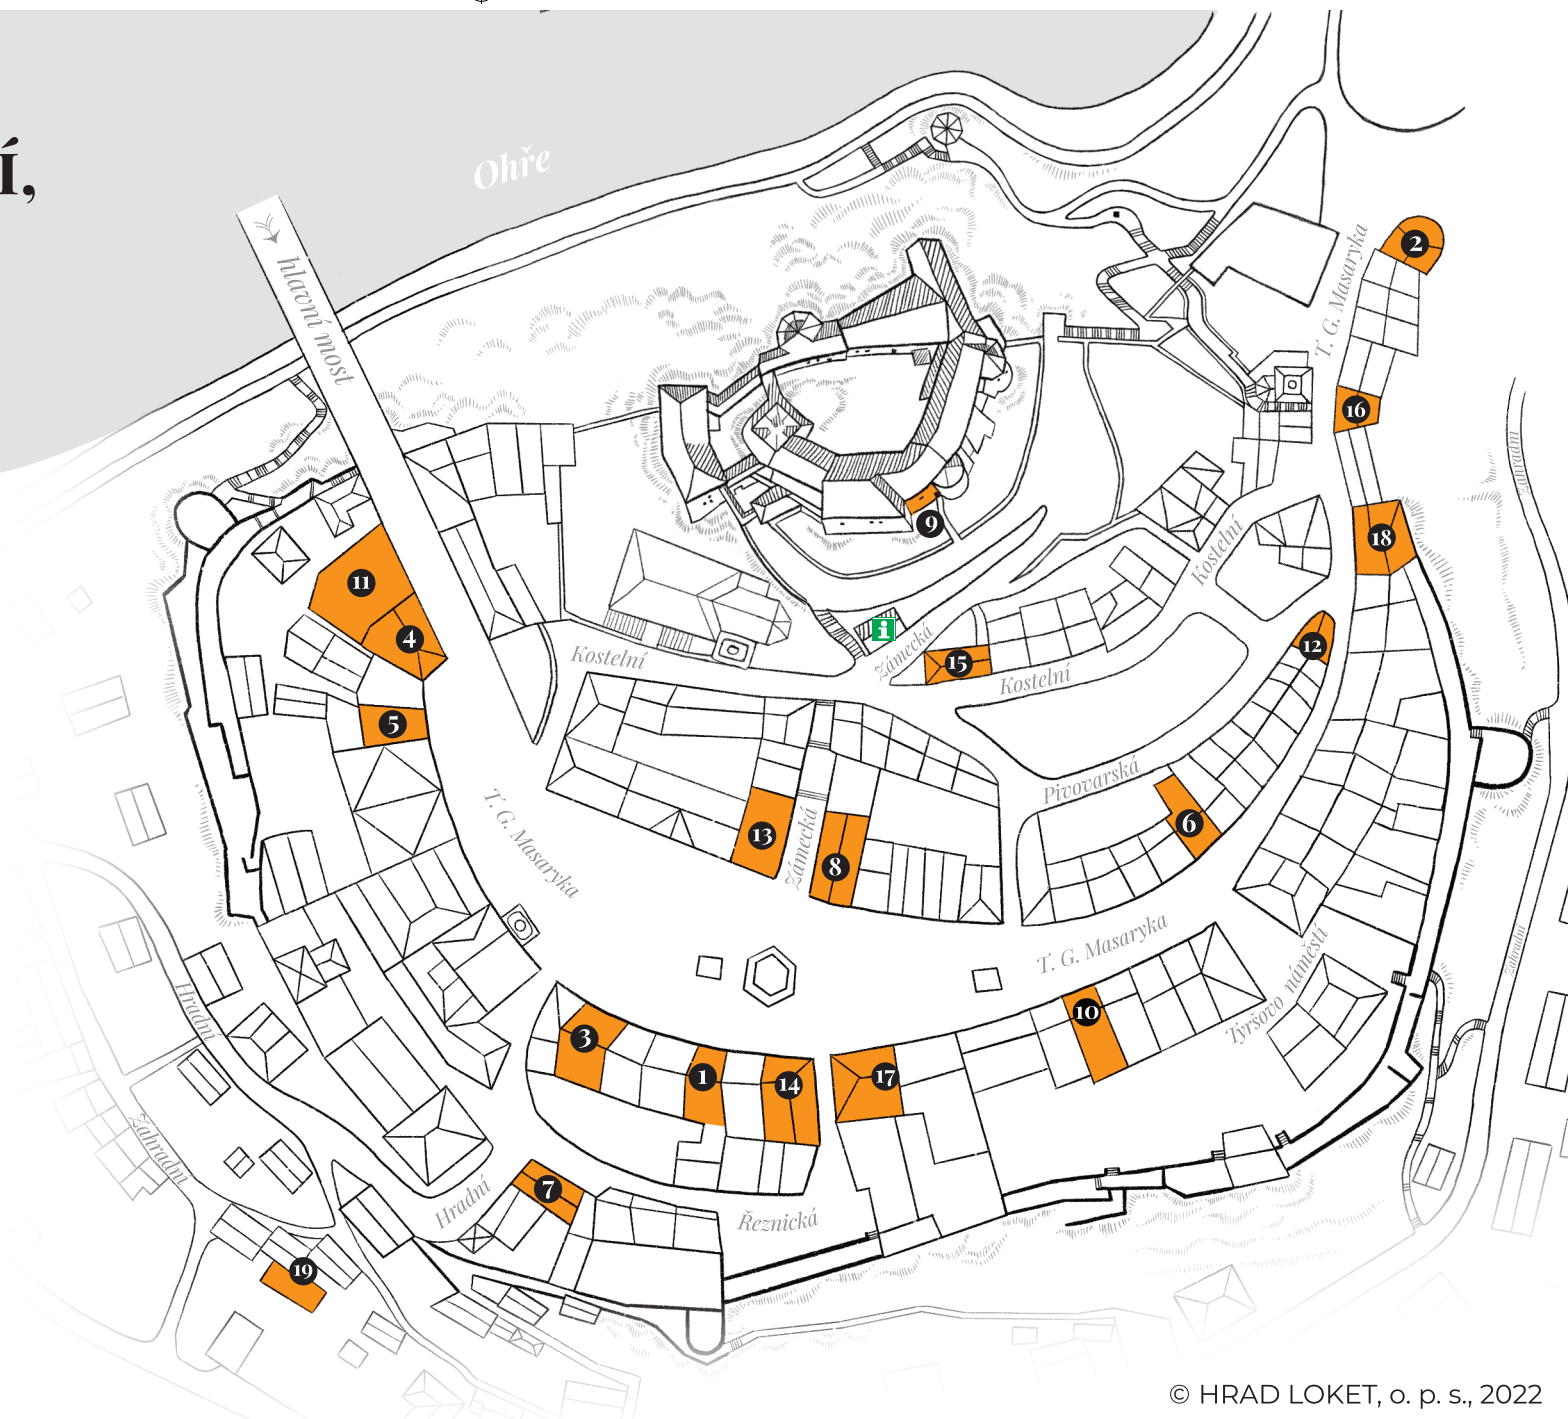 Í,
Ohře
hlavní most
T. G. Masaryka
2
16
18
Zahradní
9
Kostelní
11
4
i
Zámecká
15
12
Kostelní
Kostelní
5
Pivovarská
6
13
Zámecká
8
T. G. Masaryka
T. G. Masaryka
Tyršovo náměstí
Zahradní
Hradní
10
3
1
14
17
Zahradní
7
Hradní
Řeznická
19
© HRAD LOKET, o. p. s., 2022